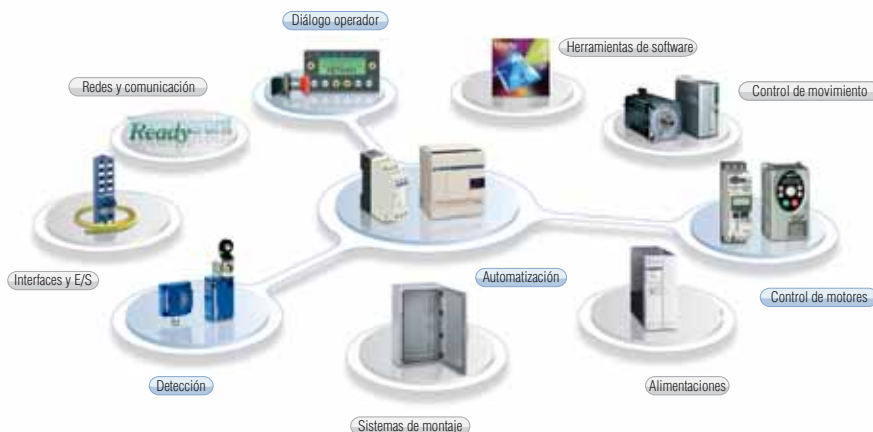 Diálogo operador
Herramientas de software
Redes y comunicación
Control de movimiento
Ready
Interfaces y E/S
Automatización
Control de motores
Detección
Alimentaciones
Sistemas de montaje